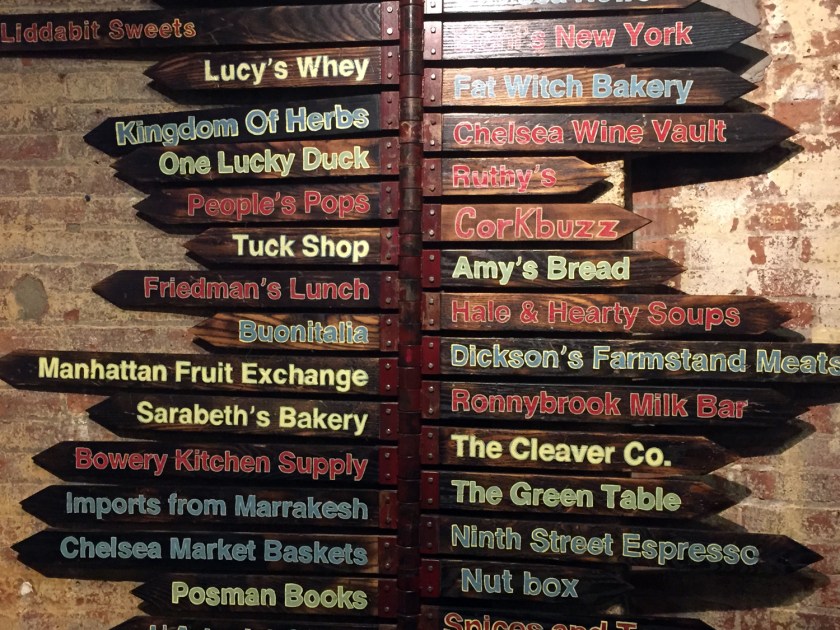 Liddabit Sweets
Lucy's Whey
Kingdom Of Herbs
One Lucky Duck
People's Pops
Tuck Shop
Friedman's Lunch
Buonitalia
Manhattan Fruit Exchange
Sarabeth's Bakery
Bowery Kitchen Supply
Imports from Marrakesh
Chelsea Market Baskets
Posman Books
New York
Fat Witch Bakery
Chelsea Wine Vault
Ruthy's
Corkbuzz
Amy's Bread
Hale & Hearty Soups
Dickson's Farmstand Meats
Ronnybrook Milk Bar
The Cleaver Co.
The Green Table
Ninth Street Espresso
Nut box
Spices and